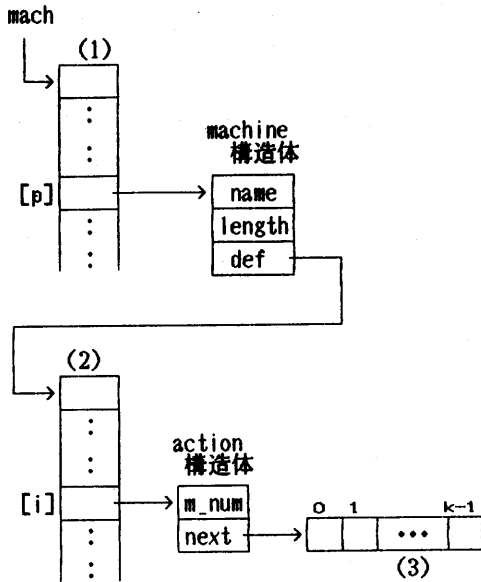 mach
(1)
machine
構造体
[p]
name
length
def
(2)
action
構造体
[i]
m_num
next
0 1 k-1
(3)